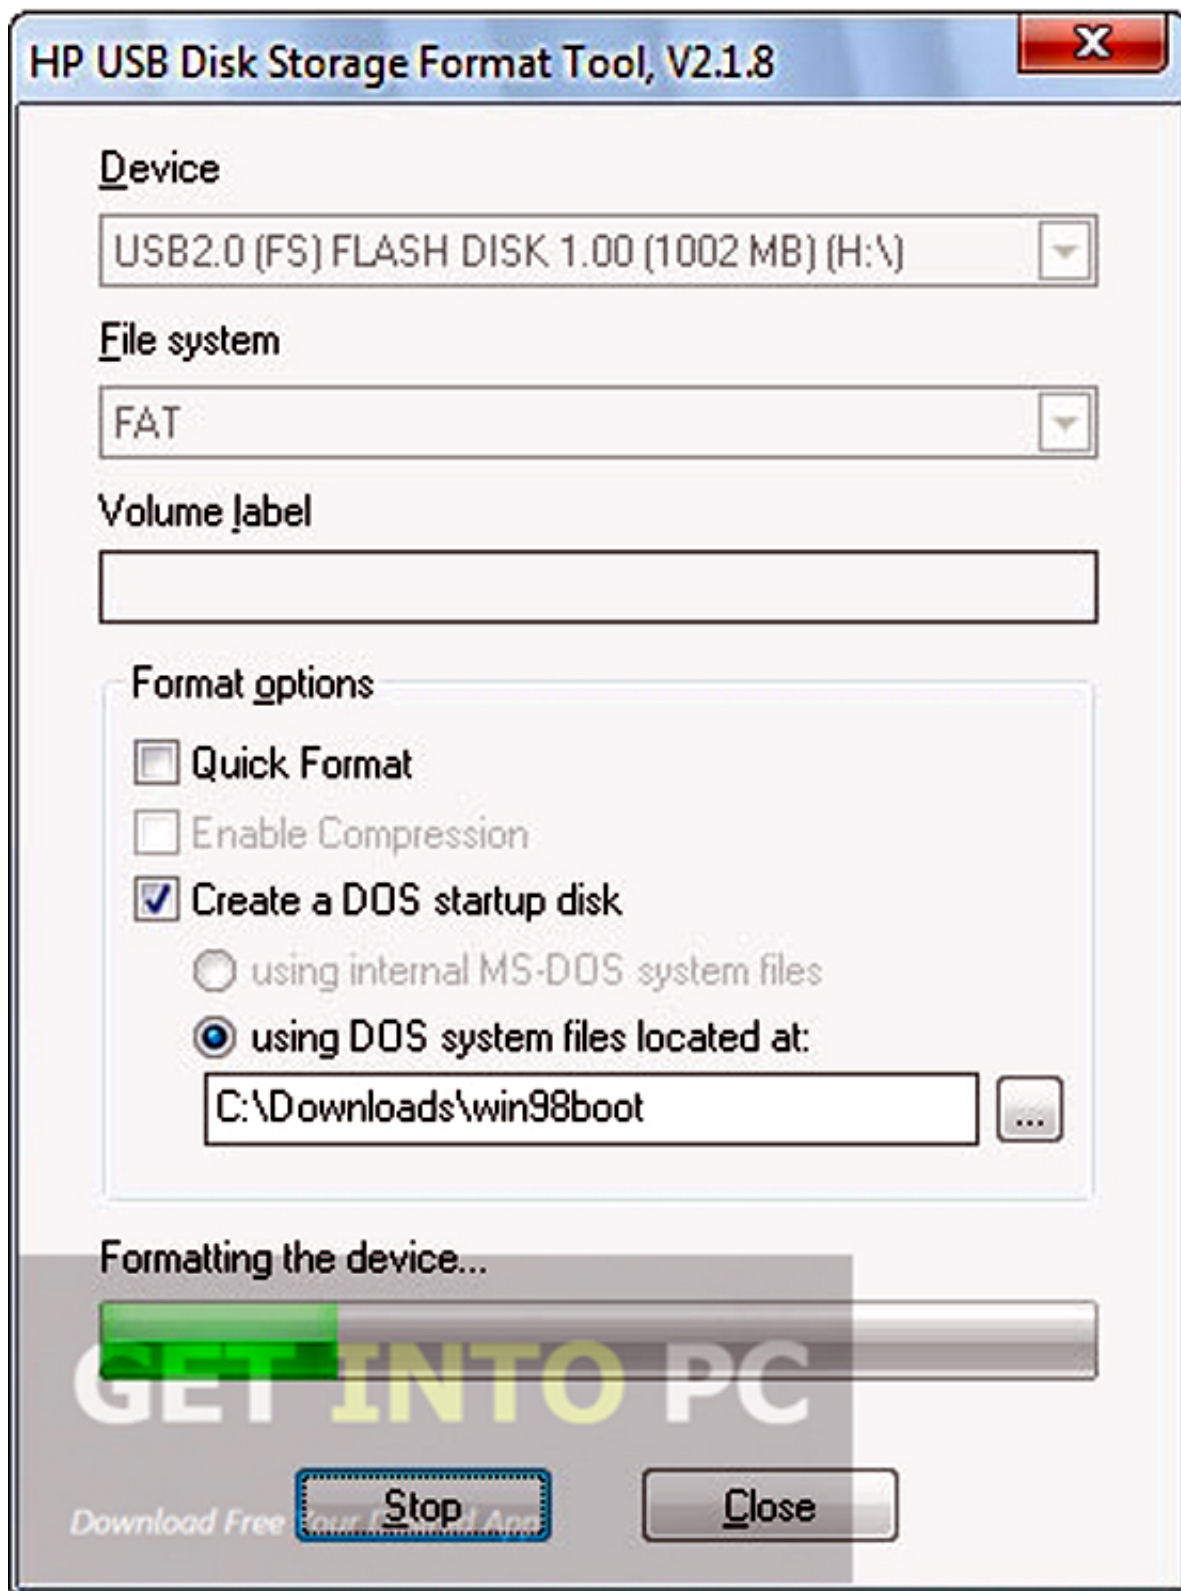 HP USB Disk Storage Format Tool, V2.1.8
Device
USB2.0 (FS) FLASH DISK 1.00 (1002 MB) (H:\)
File system
FAT
Volume label
Format options
Quick Format
Enable Compression
Create a DOS startup disk
using internal MS-DOS system files
using DOS system files located at:
C:\Downloads\win98boot
...
Formatting the device...
GET INTO PC
Stop
Close
Download Free Your Desired App